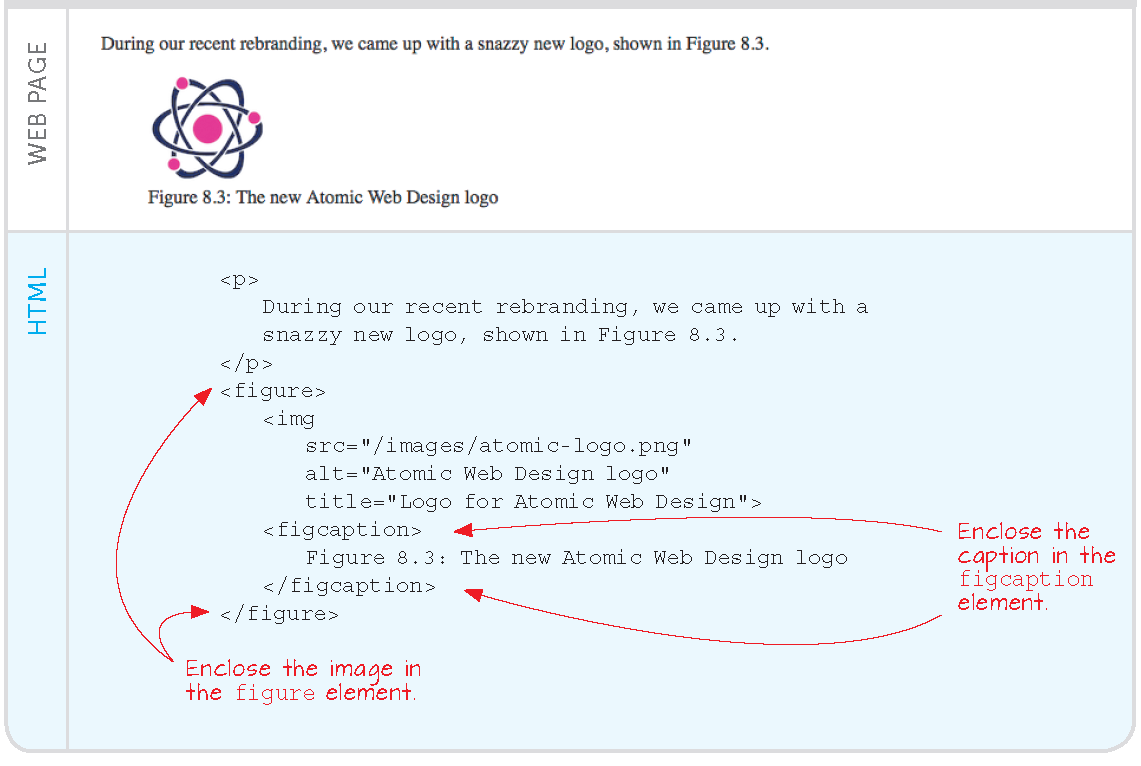 WEB PAGE
During our recent rebranding, we came up with a snazzy new logo, shown in Figure 8.3.
Figure 8.3: The new Atomic Web Design logo
HTML
<p>
During our recent rebranding, we came up with a
snazzy new logo, shown in Figure 8.3.
</p>
<figure>
<img
src="/images/atomic-logo.png"
alt="Atomic Web Design logo"
title="Logo for Atomic Web Design">
<figcaption>
Figure 8.3: The new Atomic Web Design logo
</figcaption>
</figure>
Enclose the
caption in the
figcaption
element.
Enclose the image in
the figure element.